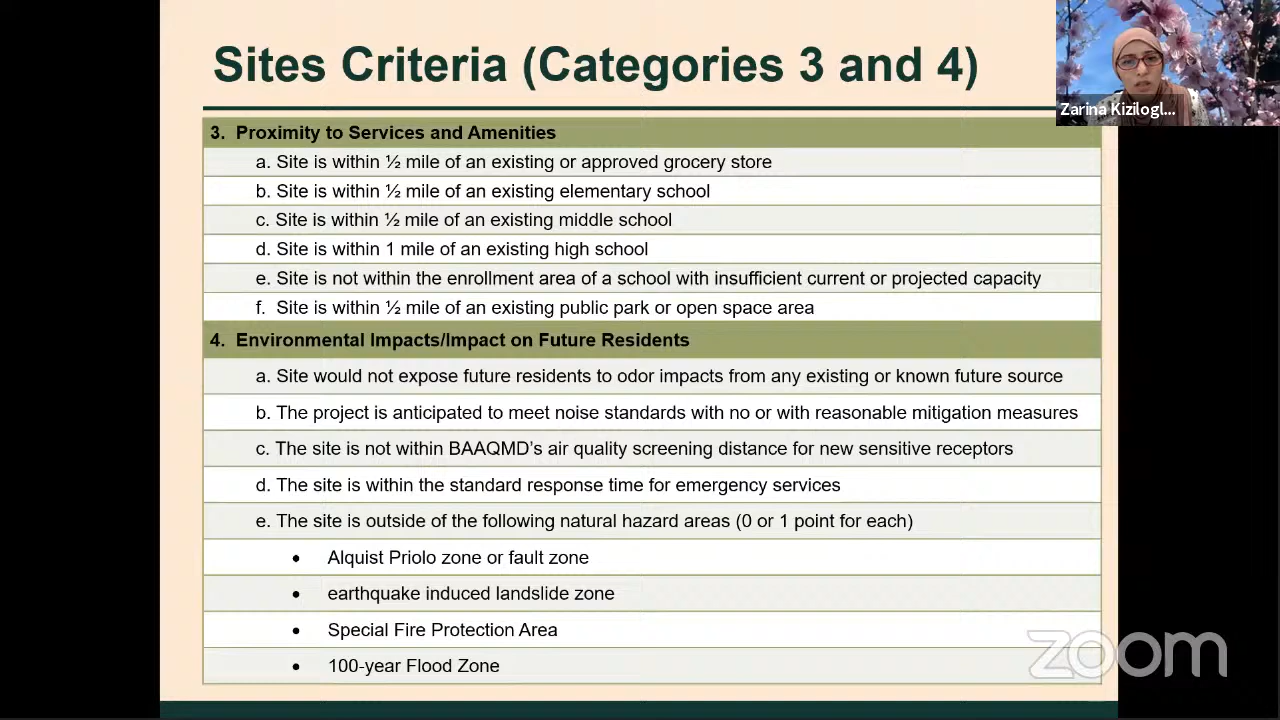 Sites Criteria (Categories 3 and 4)
Zarina Kizilogl...
3. Proximity to Services and Amenities
a. Site is within ½ mile of an existing or approved grocery store
b. Site is within ½ mile of an existing elementary school
c. Site is within ½ mile of an existing middle school
d. Site is within 1 mile of an existing high school
e. Site is not within the enrollment area of a school with insufficient current or projected capacity
f. Site is within ½ mile of an existing public park or open space area
4. Environmental Impacts/Impact on Future Residents
a. Site would not expose future residents to odor impacts from any existing or known future source
b. The project is anticipated to meet noise standards with no or with reasonable mitigation measures
c. The site is not within BAAQMD's air quality screening distance for new sensitive receptors
d. The site is within the standard response time for emergency services
e. The site is outside of the following natural hazard areas (0 or 1 point for each)
• Alquist Priolo zone or fault zone
• earthquake induced landslide zone
• Special Fire Protection Area
• 100-year Flood Zone
zoom